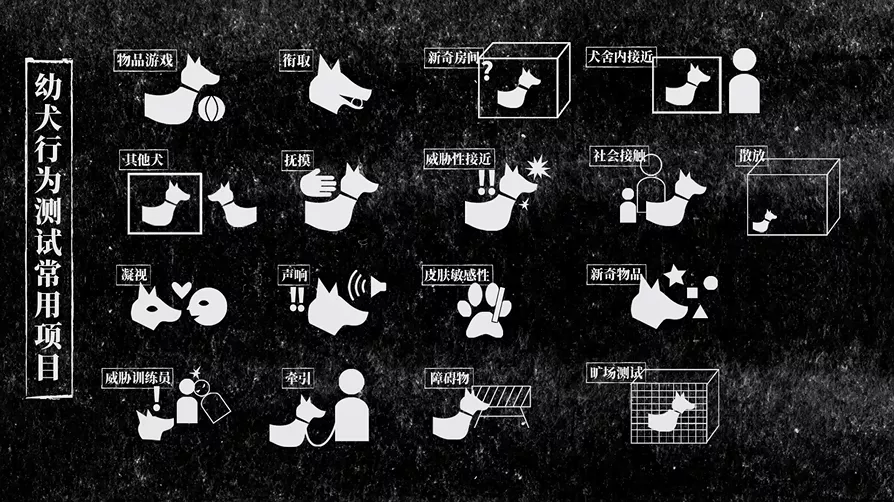 幼犬行为测试常用项目
物品游戏
衔取
新奇房间
?
犬舍内接近
其他犬
抚摸
威胁性接近
!!
社会接触
散放
凝视
声响
!!
皮肤敏感性
新奇物品
威胁训练员
!
牵引
障碍物
旷场测试